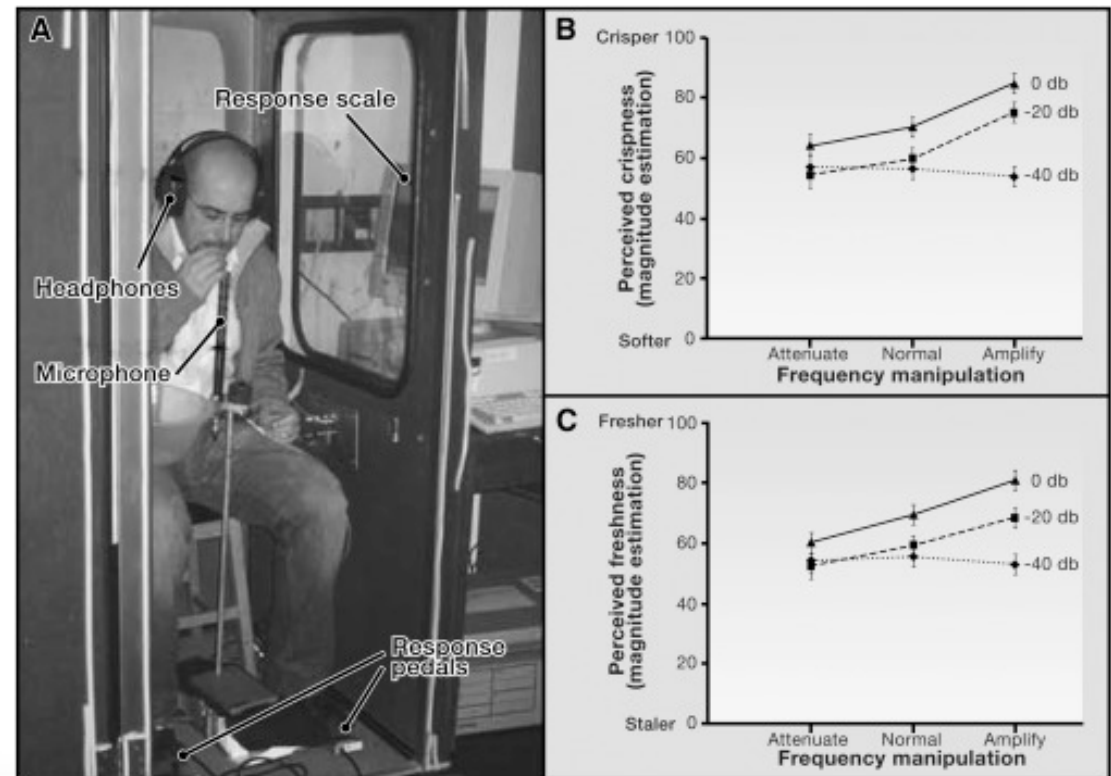 A
Response scale
Headphones
Microphone
Response
pedals
B
Crisper 100
80
60
40
20
Softer 0
Perceived crispness
(magnitude estimation)
0 db
-20 db
-40 db
Attenuate Normal Amplify
Frequency manipulation
C
Fresher 100
80
60
40
20
Staler 0
Perceived freshness
(magnitude estimation)
0 db
-20 db
-40 db
Attenuate Normal Amplify
Frequency manipulation